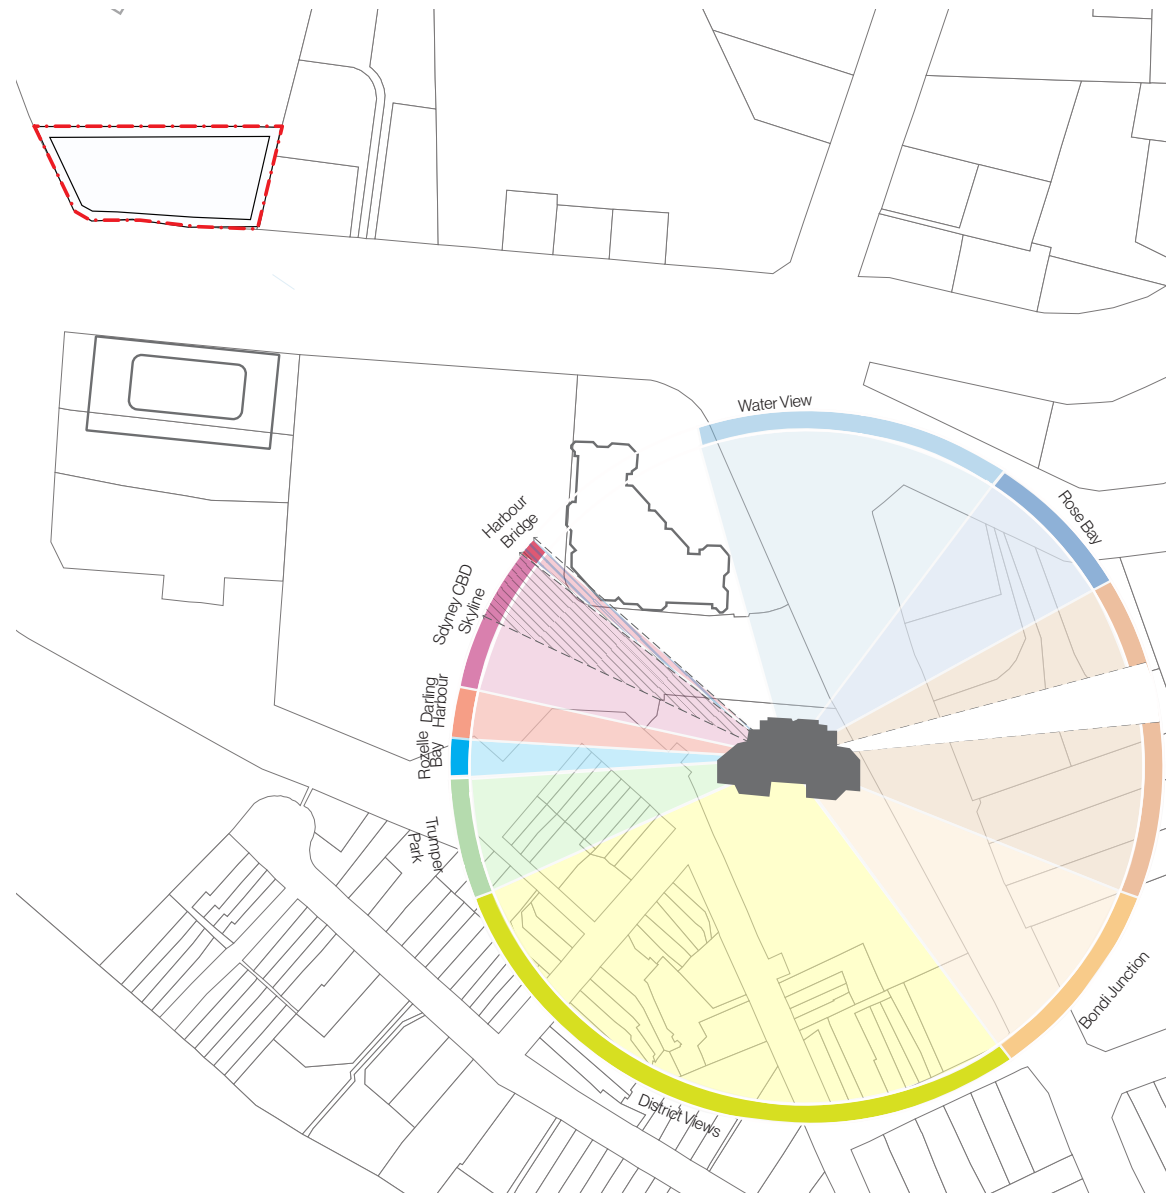 Water View
Rose Bay
Harbour
Bridge
Sdyney CBD
Skyline
Darling
Harbour
Rozelle
Bay
Trumper
Park
District Views
Bondi Junction